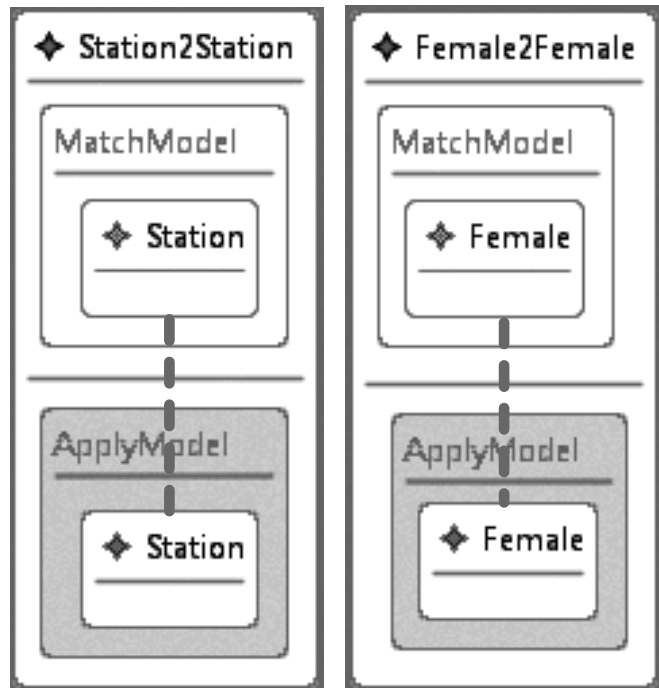 Station2Station
MatchModel
Station
ApplyModel
Station
Female2Female
MatchModel
Female
ApplyModel
Female